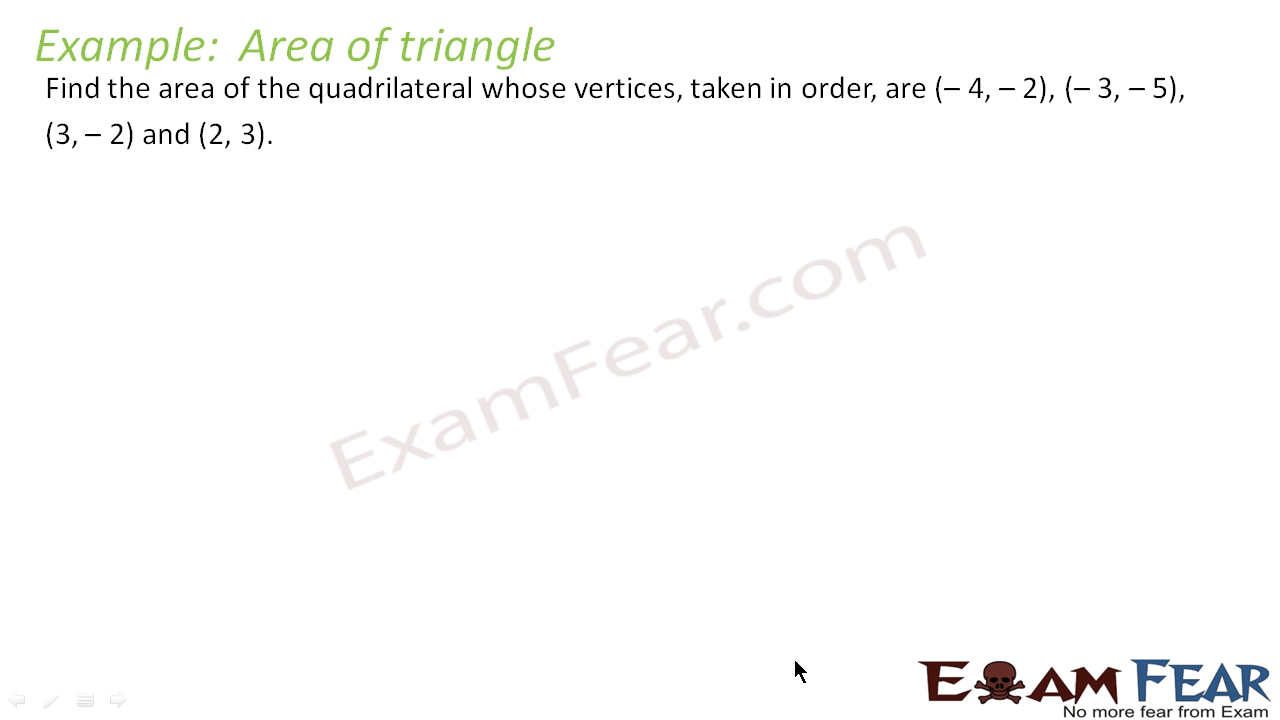 Example:  Area of triangle
Find the area of the quadrilateral whose vertices, taken in order, are (– 4, – 2), (– 3, – 5),
(3, – 2) and (2, 3).
ExamFear.com
EXAM FEAR
No more fear from Exam